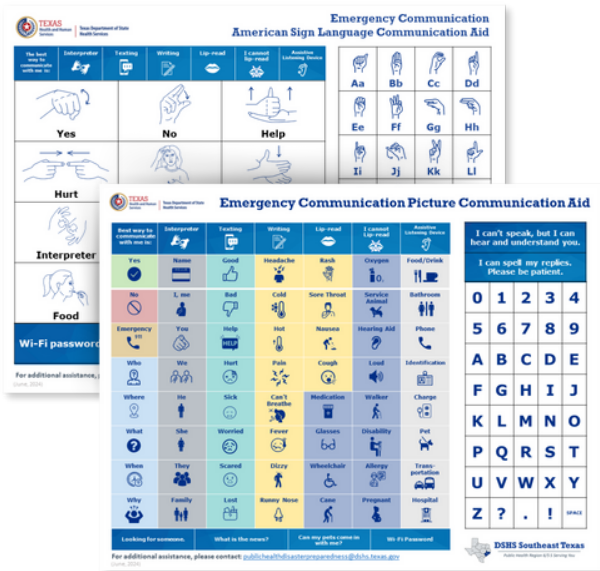 TEXAS
Health and Human Services
Texas Department of State Health Services
Emergency Communication
American Sign Language Communication Aid
The best way to communicate with me is:
Interpreter
Texting
Writing
Lip-read
I cannot lip-read
Assistive Listening Device
Yes
No
Help
Hurt
Interpreter
Food
Wi-Fi password
For additional assistance,
(June, 2024)
Aa Bb Cc Dd
Ee Ff Gg Hh
Ii Jj Kk Ll
TEXAS
Health and Human Services
Texas Department of State Health Services
Emergency Communication Picture Communication Aid
Best way to communicate with me is:
Interpreter
Texting
Writing
Lip-read
I cannot Lip-read
Assistive Listening Device
Yes Name Good Headache Rash Oxygen Food/Drink
No I, me Bad Cold Sore Throat Service Animal Bathroom
Emergency You Help Hot Nausea Hearing Aid Phone
911
HELP
Who We Hurt Pain Cough Loud Identification
Where He Sick Can't Breathe Medication Walker Charge
What She Worried Fever Glasses Disability Pet
When They Scared Dizzy Wheelchair Allergy Trans-portation
Why Family Lost Runny Nose Cane Pregnant Hospital
Looking for someone. What is the news? Can my pets come in with me? Wi-Fi Password
For additional assistance, please contact: publichealthdisasterpreparedness@dshs.texas.gov
(June, 2024)
I can't speak, but I can
hear and understand you.
I can spell my replies.
Please be patient.
0 1 2 3 4
5 6 7 8 9
A B C D E
F G H I J
K L M N O
P Q R S T
U V W X Y
Z ? . ! SPACE
DSHS Southeast Texas
Public Health Region 6/5 S Serving You